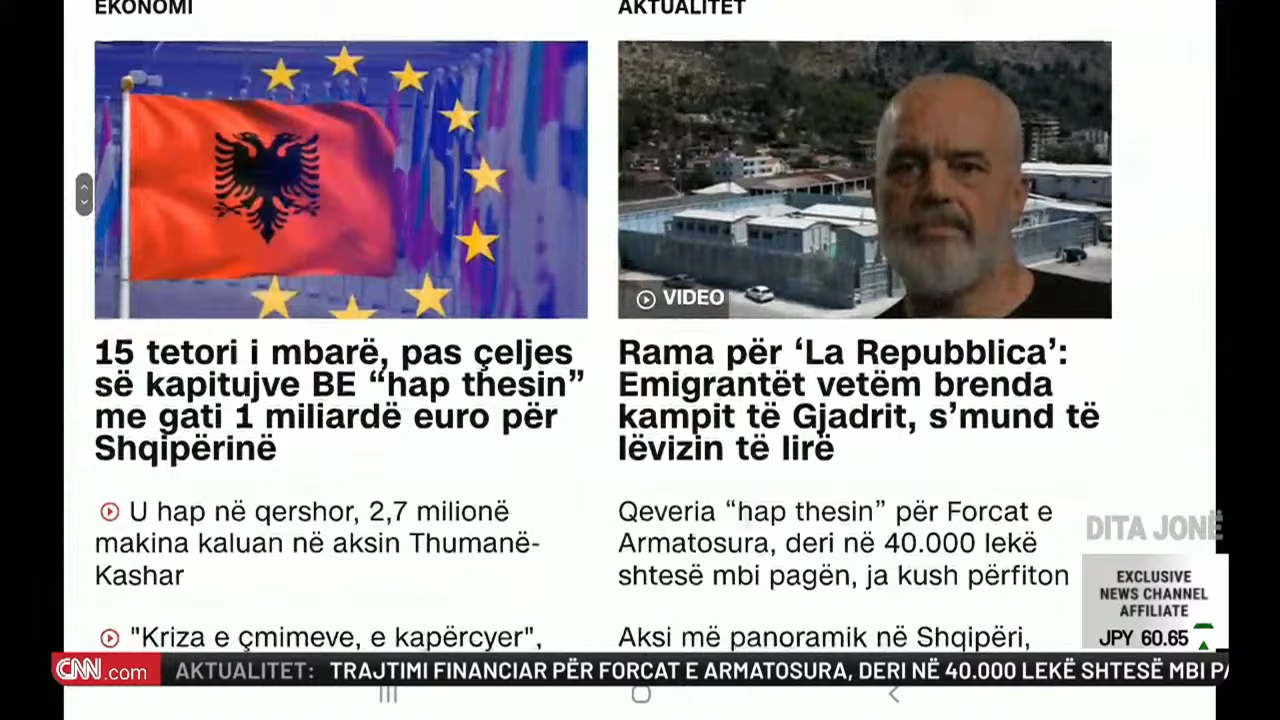 EKONOMI
15 tetori i mbarë, pas çeljes
së kapitujve BE “hap thesin”
me gati 1 miliardë euro për
Shqipërinë
U hap në qershor, 2,7 milionë
makina kaluan në aksin Thumanë-
Kashar
"Kriza e çmimeve, e kapërcyer",
AKTUALITET
VIDEO
Rama për ‘La Repubblica’:
Emigrantët vetëm brenda
kampit të Gjadrit, s’mund të
lëvizin të lirë
Qeveria “hap thesin” për Forcat e
Armatosura, deri në 40.000 lekë
shtesë mbi pagën, ja kush përfiton
Aksi më panoramik në Shqipëri,
DITA JONË
EXCLUSIVE
NEWS CHANNEL
AFFILIATE
JPY 60.65
CNN.com
AKTUALITET: TRAJTIMI FINANCIAR PËR FORCAT E ARMATOSURA, DERI NË 40.000 LEKË SHTESË MBI PA